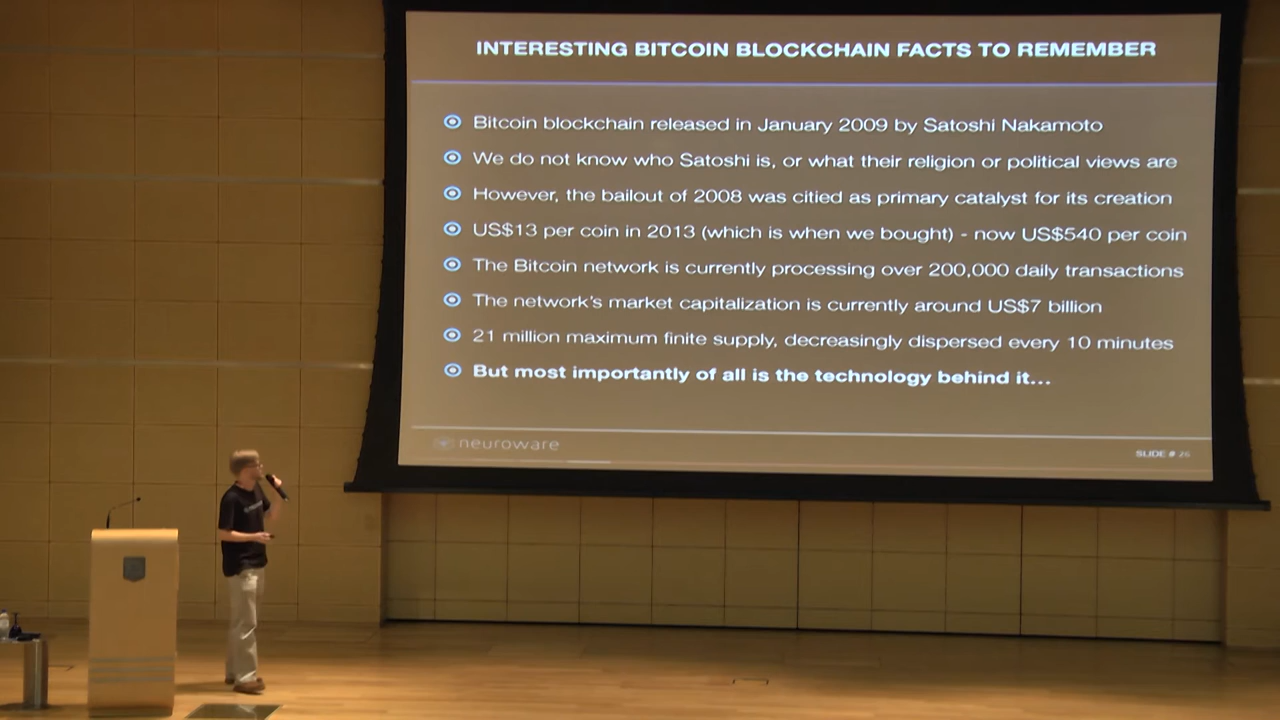 INTERESTING BITCOIN BLOCKCHAIN FACTS TO REMEMBER
Bitcoin blockchain released in January 2009 by Satoshi Nakamoto
We do not know who Satoshi is, or what their religion or political views are
However, the bailout of 2008 was citied as primary catalyst for its creation
US$13 per coin in 2013 (which is when we bought) - now US$540 per coin
The Bitcoin network is currently processing over 200,000 daily transactions
The network's market capitalization is currently around US$7 billion
21 million maximum finite supply, decreasingly dispersed every 10 minutes
But most importantly of all is the technology behind it...
neuroware
SLIDE # 26